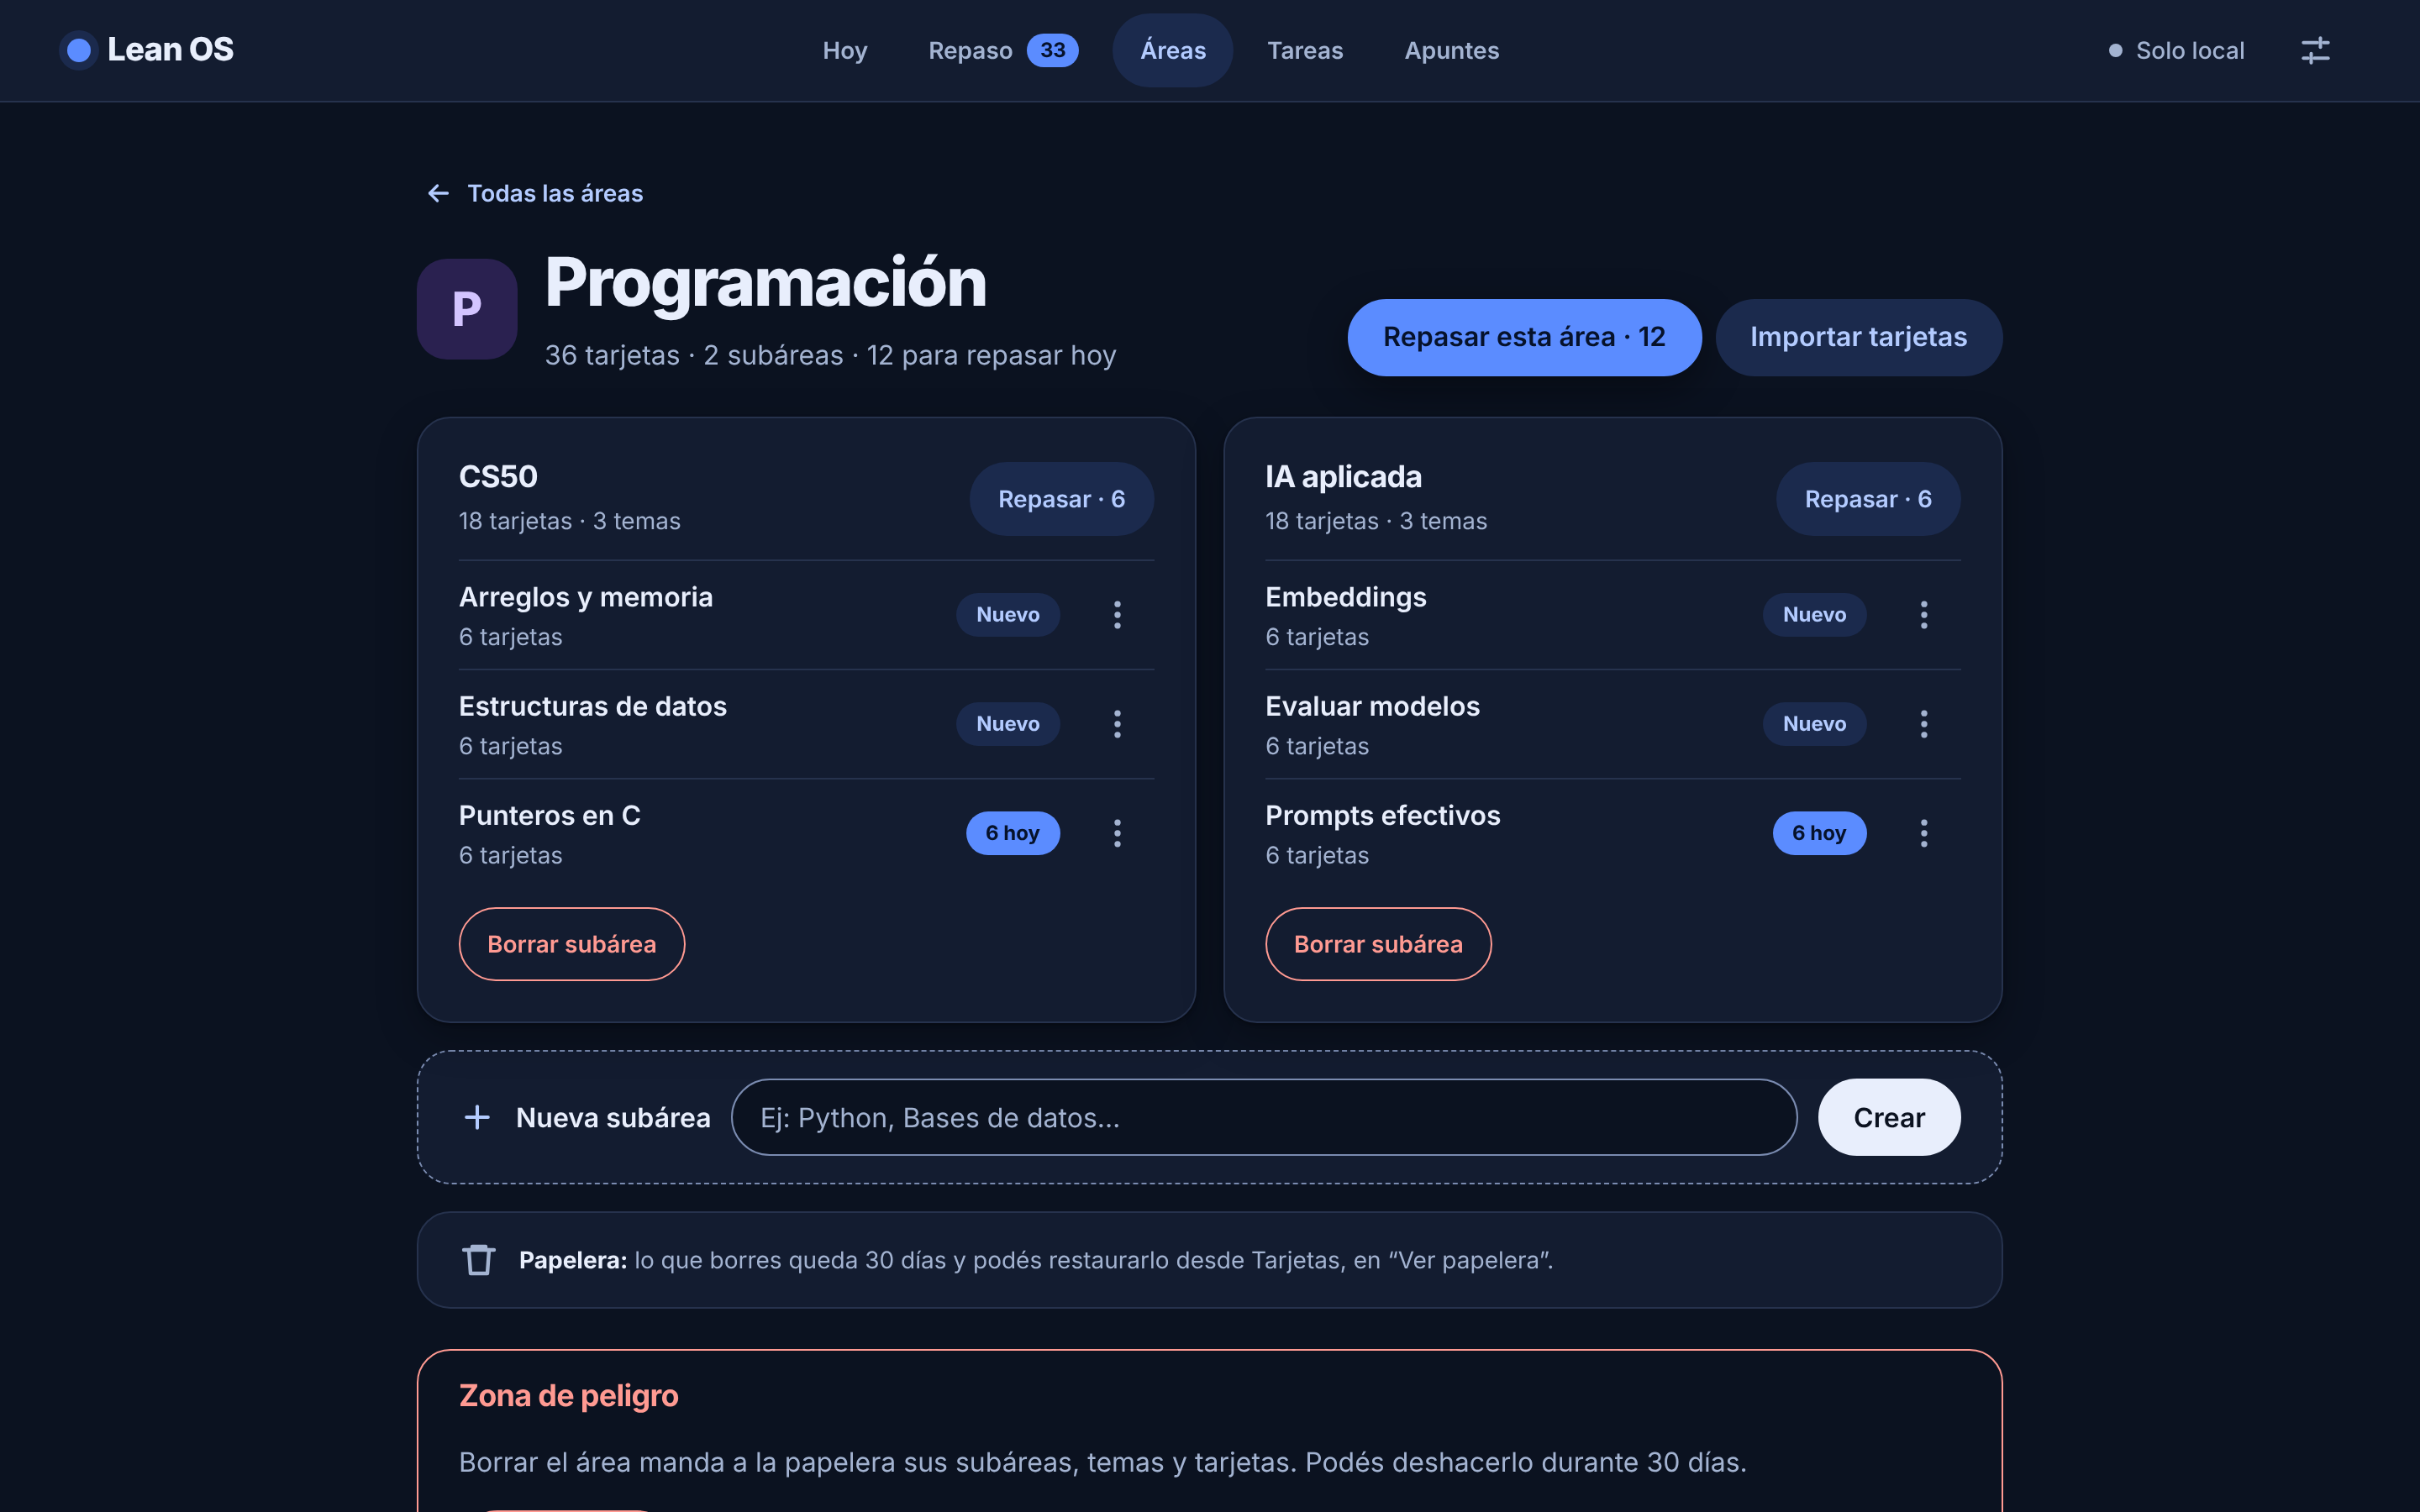 Lean OS
Hoy
Repaso 33
Áreas
Tareas
Apuntes
Solo local
Todas las áreas
P
Programación
36 tarjetas · 2 subáreas · 12 para repasar hoy
Repasar esta área · 12
Importar tarjetas
CS50
18 tarjetas · 3 temas
Repasar · 6
Arreglos y memoria
6 tarjetas
Nuevo
Estructuras de datos
6 tarjetas
Nuevo
Punteros en C
6 tarjetas
6 hoy
Borrar subárea
IA aplicada
18 tarjetas · 3 temas
Repasar · 6
Embeddings
6 tarjetas
Nuevo
Evaluar modelos
6 tarjetas
Nuevo
Prompts efectivos
6 tarjetas
6 hoy
Borrar subárea
Nueva subárea
Ej: Python, Bases de datos...
Crear
Papelera: lo que borres queda 30 días y podés restaurarlo desde Tarjetas, en “Ver papelera”.
Zona de peligro
Borrar el área manda a la papelera sus subáreas, temas y tarjetas. Podés deshacerlo durante 30 días.